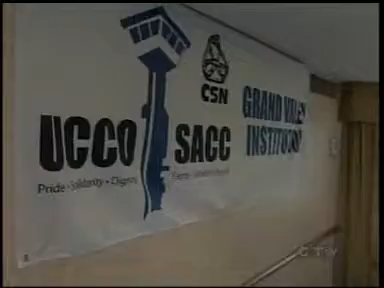 CSN
UCCO SACC
GRAND VALLEY
INSTITUTION
Pride · Solidarity · Dignity
CTV